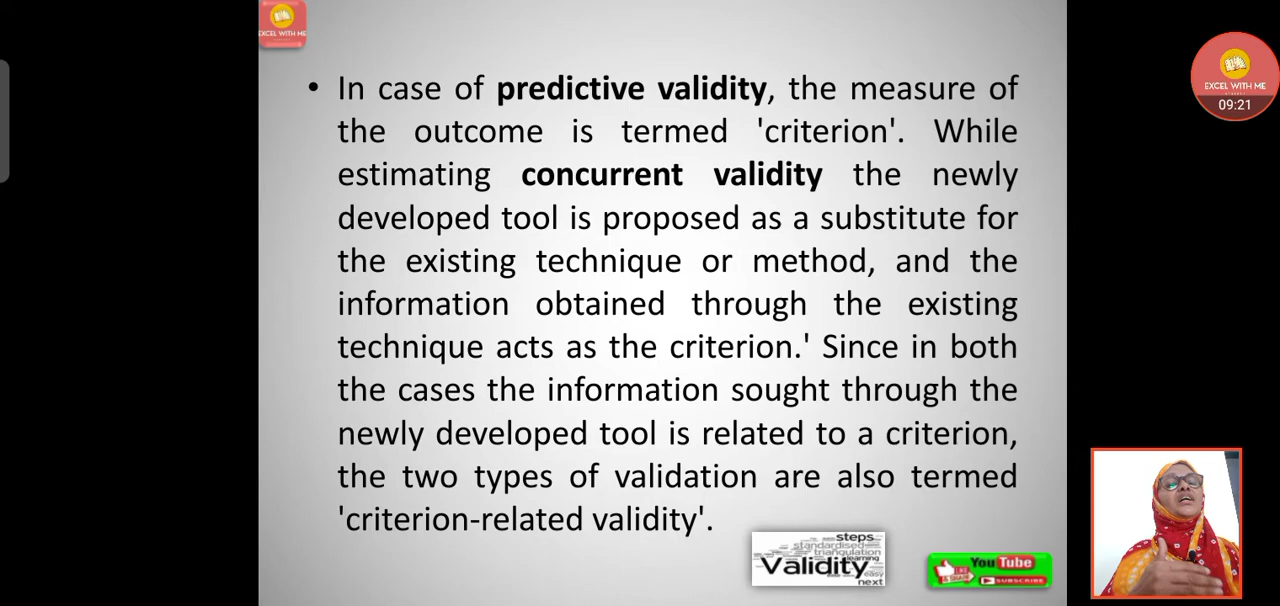 EXCEL WITH ME
• In case of predictive validity, the measure of
the outcome is termed 'criterion'. While
estimating concurrent validity the newly
developed tool is proposed as a substitute for
the existing technique or method, and the
information obtained through the existing
technique acts as the criterion.' Since in both
the cases the information sought through the
newly developed tool is related to a criterion,
the two types of validation are also termed
'criterion-related validity'.
EXCEL WITH ME
09:21
steps
standardised
triangulation
learning
Validity
easy
next
YouTube
SUBSCRIBE